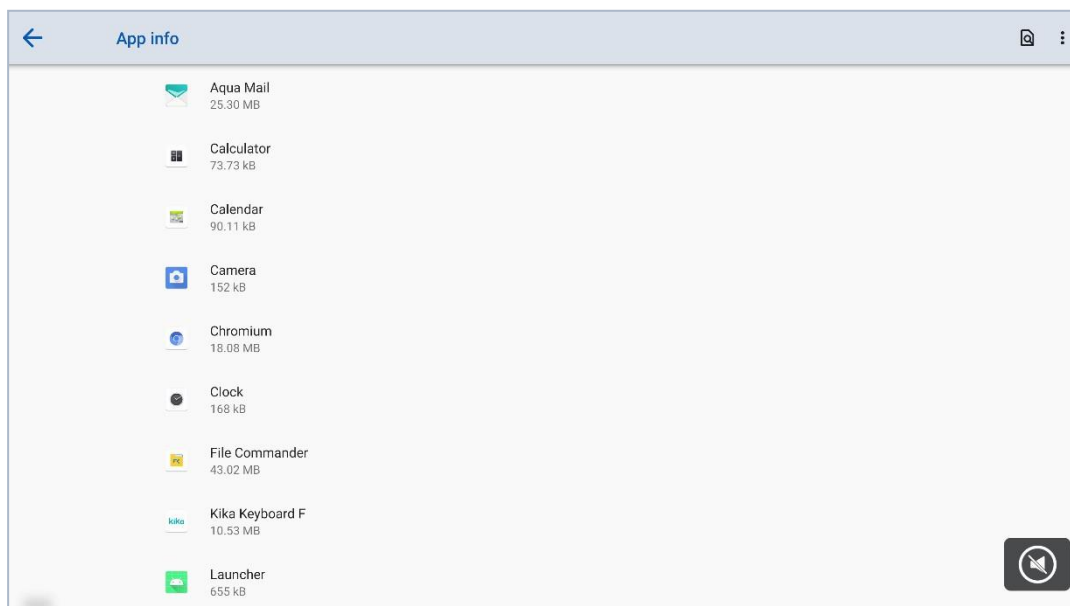 App info
Aqua Mail
25.30 MB
Calculator
73.73 kB
Calendar
90.11 kB
Camera
152 kB
Chromium
18.08 MB
Clock
168 kB
File Commander
43.02 MB
kika
Kika Keyboard F
10.53 MB
Launcher
655 kB